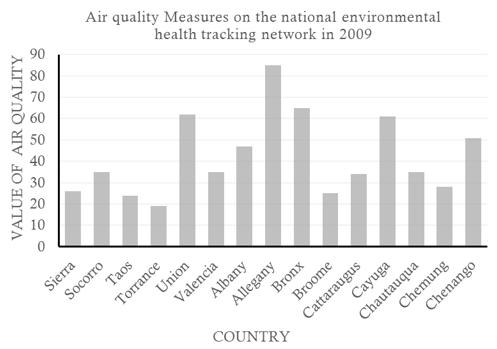 Air quality Measures on the national environmental
health tracking network in 2009
VALUE OF AIR QUALITY
90
80
70
60
50
40
30
20
10
0
Sierra
Socorro
Taos
Torrance
Union
Valencia
Albany
Allegany
Bronx
Broome
Cattaraugus
Cayuga
Chautauqua
Chemung
Chenango
COUNTRY